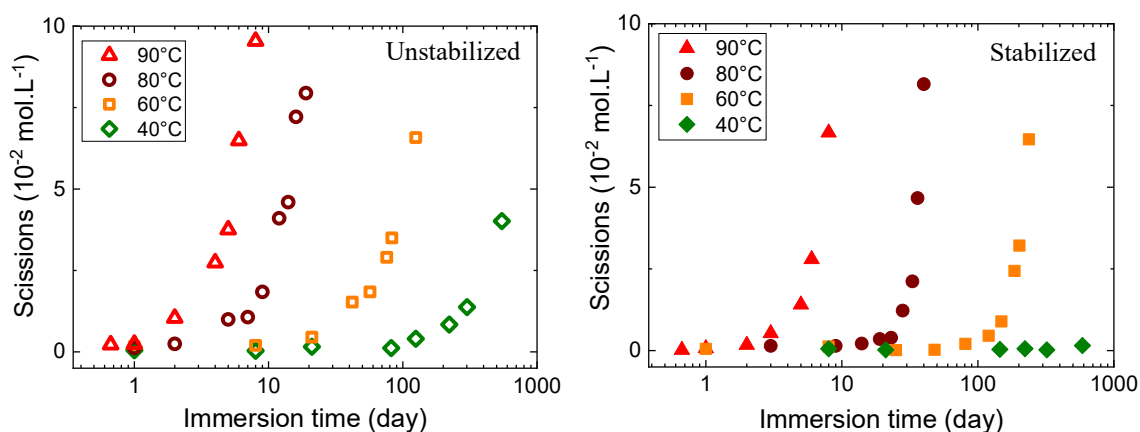 Unstabilized
90°C
80°C
60°C
40°C
10
5
0
Scissions (10⁻² mol.L⁻¹)
1
10
100
1000
Immersion time (day)
Stabilized
90°C
80°C
60°C
40°C
10
5
0
Scissions (10⁻² mol.L⁻¹)
1
10
100
1000
Immersion time (day)